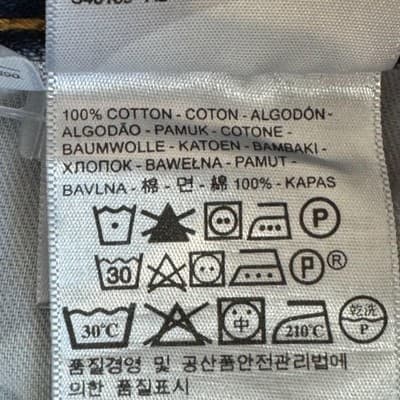 100% COTTON - COTON - ALGODÓN -
ALGODÃO - PAMUK - COTONE -
BAUMWOLLE - KATOEN - BAMBAKI -
ХЛОПОК - BAWEŁNA - PAMUT -
BAVLNA - 棉 - 면 - 綿 100% - KAPAS
P
30 P®
30°C 中 210°C 乾洗 P
품질경영 및 공산품안전관리법에
의한 품질표시